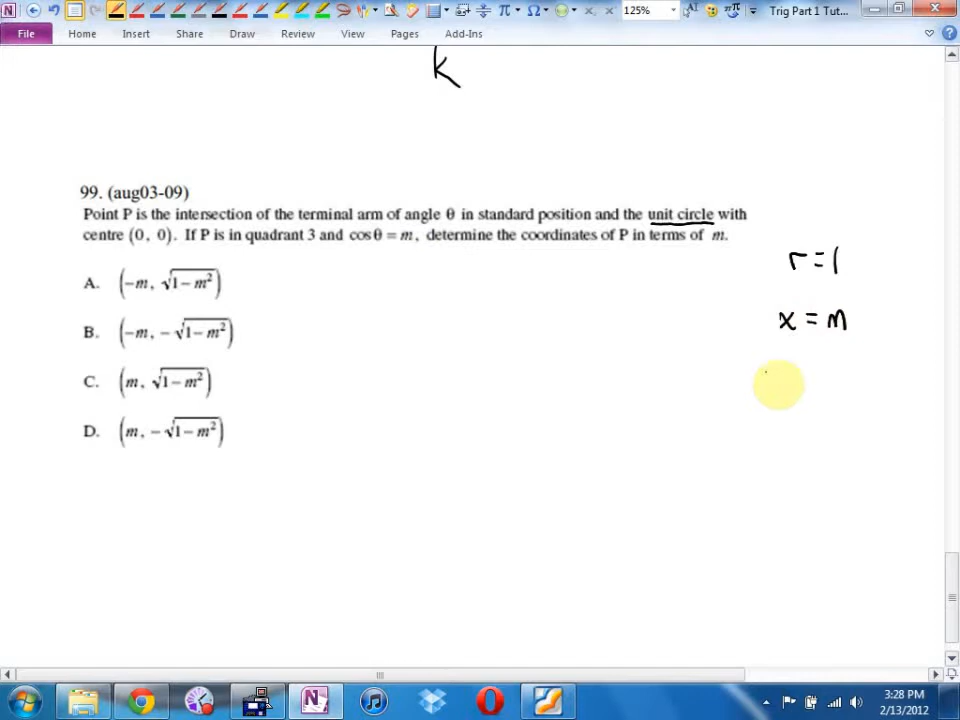 125%
Trig Part 1 Tut...
File Home Insert Share Draw Review View Pages Add-Ins
k
99. (aug03-09)
Point P is the intersection of the terminal arm of angle θ in standard position and the unit circle with
centre (0, 0). If P is in quadrant 3 and cos θ = m, determine the coordinates of P in terms of m.
r = 1
A. (−m, √(1−m²))
x = m
B. (−m, −√(1−m²))
C. (m, √(1−m²))
D. (m, −√(1−m²))
3:28 PM
2/13/2012